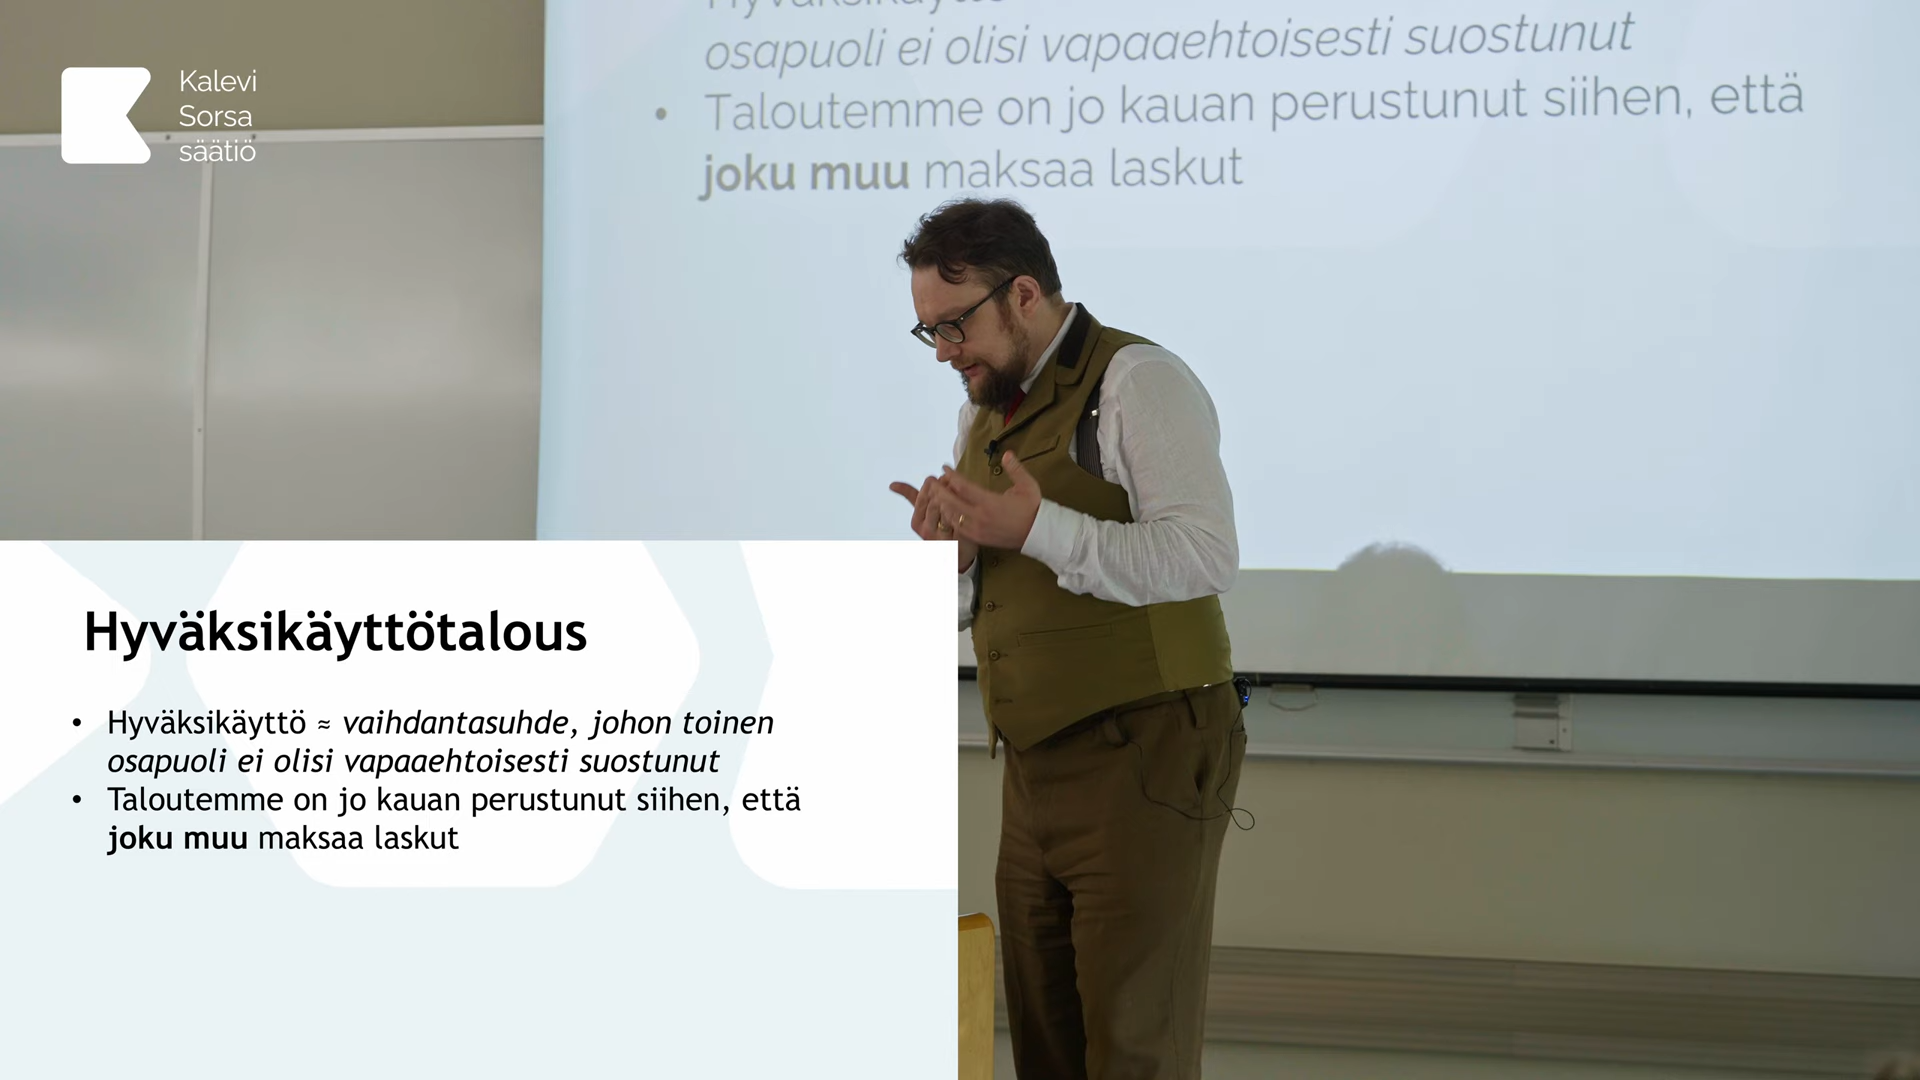 Kalevi
Sorsa
säätiö
osapuoli ei olisi vapaaehtoisesti suostunut
• Taloutemme on jo kauan perustunut siihen, että
joku muu maksaa laskut
Hyväksikäyttötalous
• Hyväksikäyttö ≈ vaihdantasuhde, johon toinen
osapuoli ei olisi vapaaehtoisesti suostunut
• Taloutemme on jo kauan perustunut siihen, että
joku muu maksaa laskut